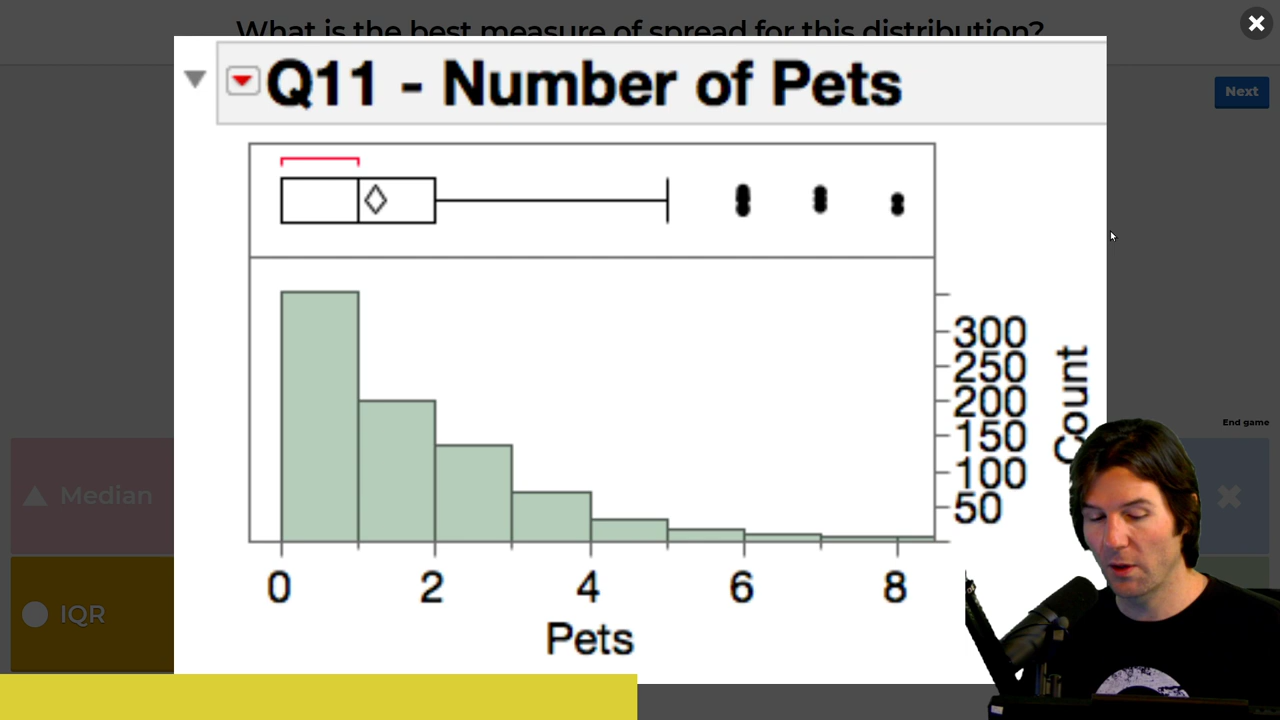 What is the best measure of spread for this distribution?
Q11 - Number of Pets
Next
300
250
200
150
100
50
Count
0 2 4 6 8
Pets
End game
Median
IQR